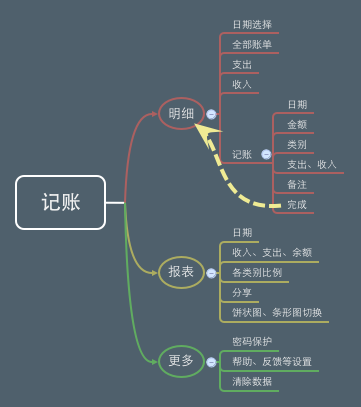 记账
明细
日期选择
全部账单
支出
收入
记账
日期
金额
类别
支出、收入
备注
完成
报表
日期
收入、支出、余额
各类别比例
分享
饼状图、条形图切换
更多
密码保护
帮助、反馈等设置
清除数据